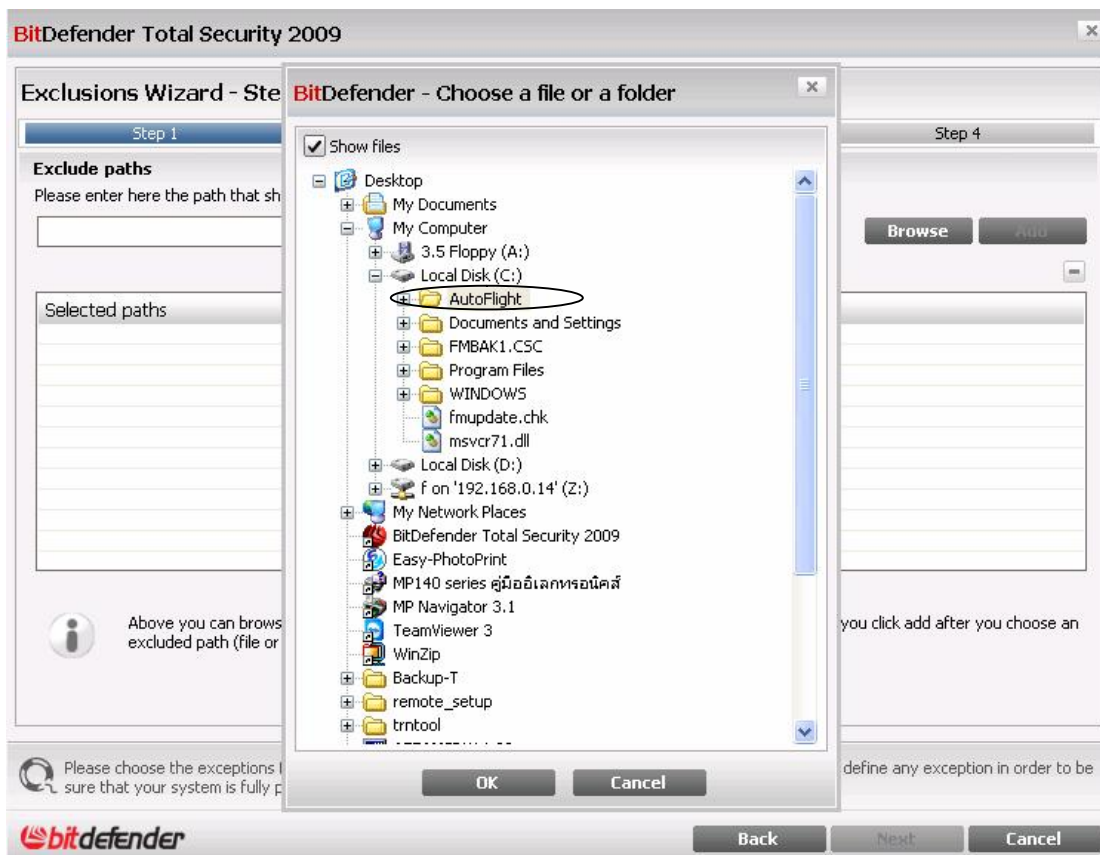 BitDefender Total Security 2009
Exclusions Wizard - Ste
BitDefender - Choose a file or a folder
Step 1
Step 4
Show files
Exclude paths
Please enter here the path that sh
Browse
Add
Selected paths
Desktop
My Documents
My Computer
3.5 Floppy (A:)
Local Disk (C:)
AutoFlight
Documents and Settings
FMBAK1.CSC
Program Files
WINDOWS
fmupdate.chk
msvcr71.dll
Local Disk (D:)
f on '192.168.0.14' (Z:)
My Network Places
BitDefender Total Security 2009
Easy-PhotoPrint
MP140 series คู่มืออิเลกทรอนิคส์
MP Navigator 3.1
TeamViewer 3
WinZip
Backup-T
remote_setup
trntool
Above you can brows
you click add after you choose an
excluded path (file or
OK
Cancel
Please choose the exceptions
define any exception in order to be
sure that your system is fully p
bitdefender
Back
Next
Cancel